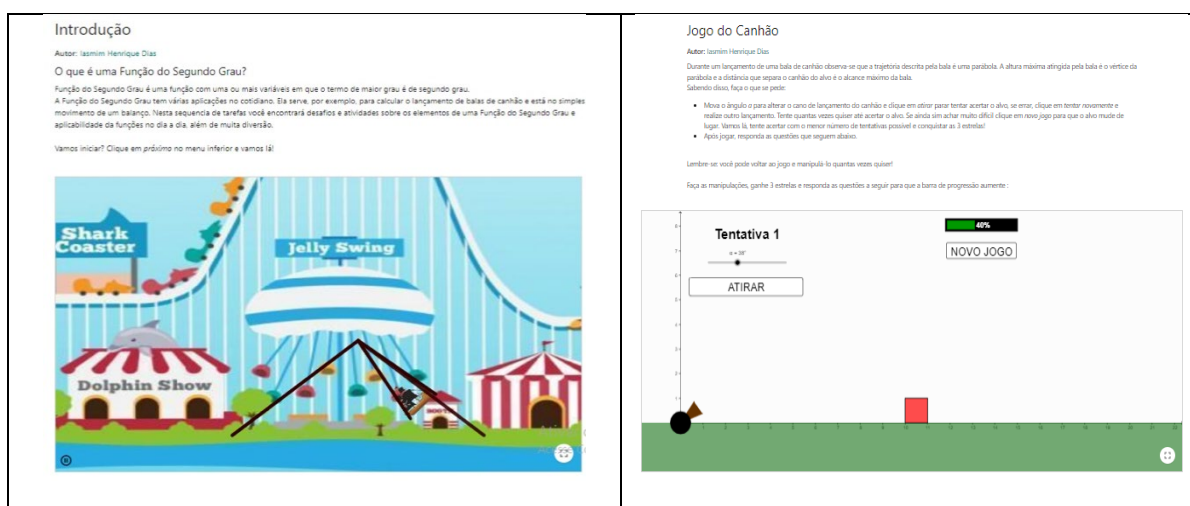 Introdução
Autor: Iasmim Henrique Dias
O que é uma Função do Segundo Grau?
Função do Segundo Grau é uma função com uma ou mais variáveis em que o termo de maior grau é de segundo grau.
A Função do Segundo Grau tem várias aplicações no cotidiano. Ela serve, por exemplo, para calcular o lançamento de balas de canhão e está no simples
movimento de um balanço. Nesta sequencia de tarefas você encontrará desafios e atividades sobre os elementos de uma Função do Segundo Grau e
aplicabilidade da funções no dia a dia, além de muita diversão.
Vamos iniciar? Clique em próximo no menu inferior e vamos lá!
Shark
Coaster
Jelly Swing
Dolphin Show
Jogo do Canhão
Autor: Iasmim Henrique Dias
Durante um lançamento de uma bala de canhão observa-se que a trajetória descrita pela bala é uma parábola. A altura máxima atingida pela bala é o vértice da
parábola e a distância que separa o canhão do alvo é o alcance máximo da bala.
Sabendo disso, faça o que se pede:
• Mova o ângulo α para alterar o cano de lançamento do canhão e clique em atirar parar tentar acertar o alvo, se errar, clique em tentar novamente e
realize outro lançamento. Tente quantas vezes quiser até acertar o alvo. Se ainda sim achar muito difícil clique em novo jogo para que o alvo mude de
lugar. Vamos lá, tente acertar com o menor número de tentativas possível e conquistar as 3 estrelas!
• Após jogar, responda as questões que seguem abaixo.
Lembre-se: você pode voltar ao jogo e manipula-lo quantas vezes quiser!
Faça as manipulações, ganhe 3 estrelas e responda as questões a seguir para que a barra de progressão aumente :
Tentativa 1
40%
NOVO JOGO
ATIRAR